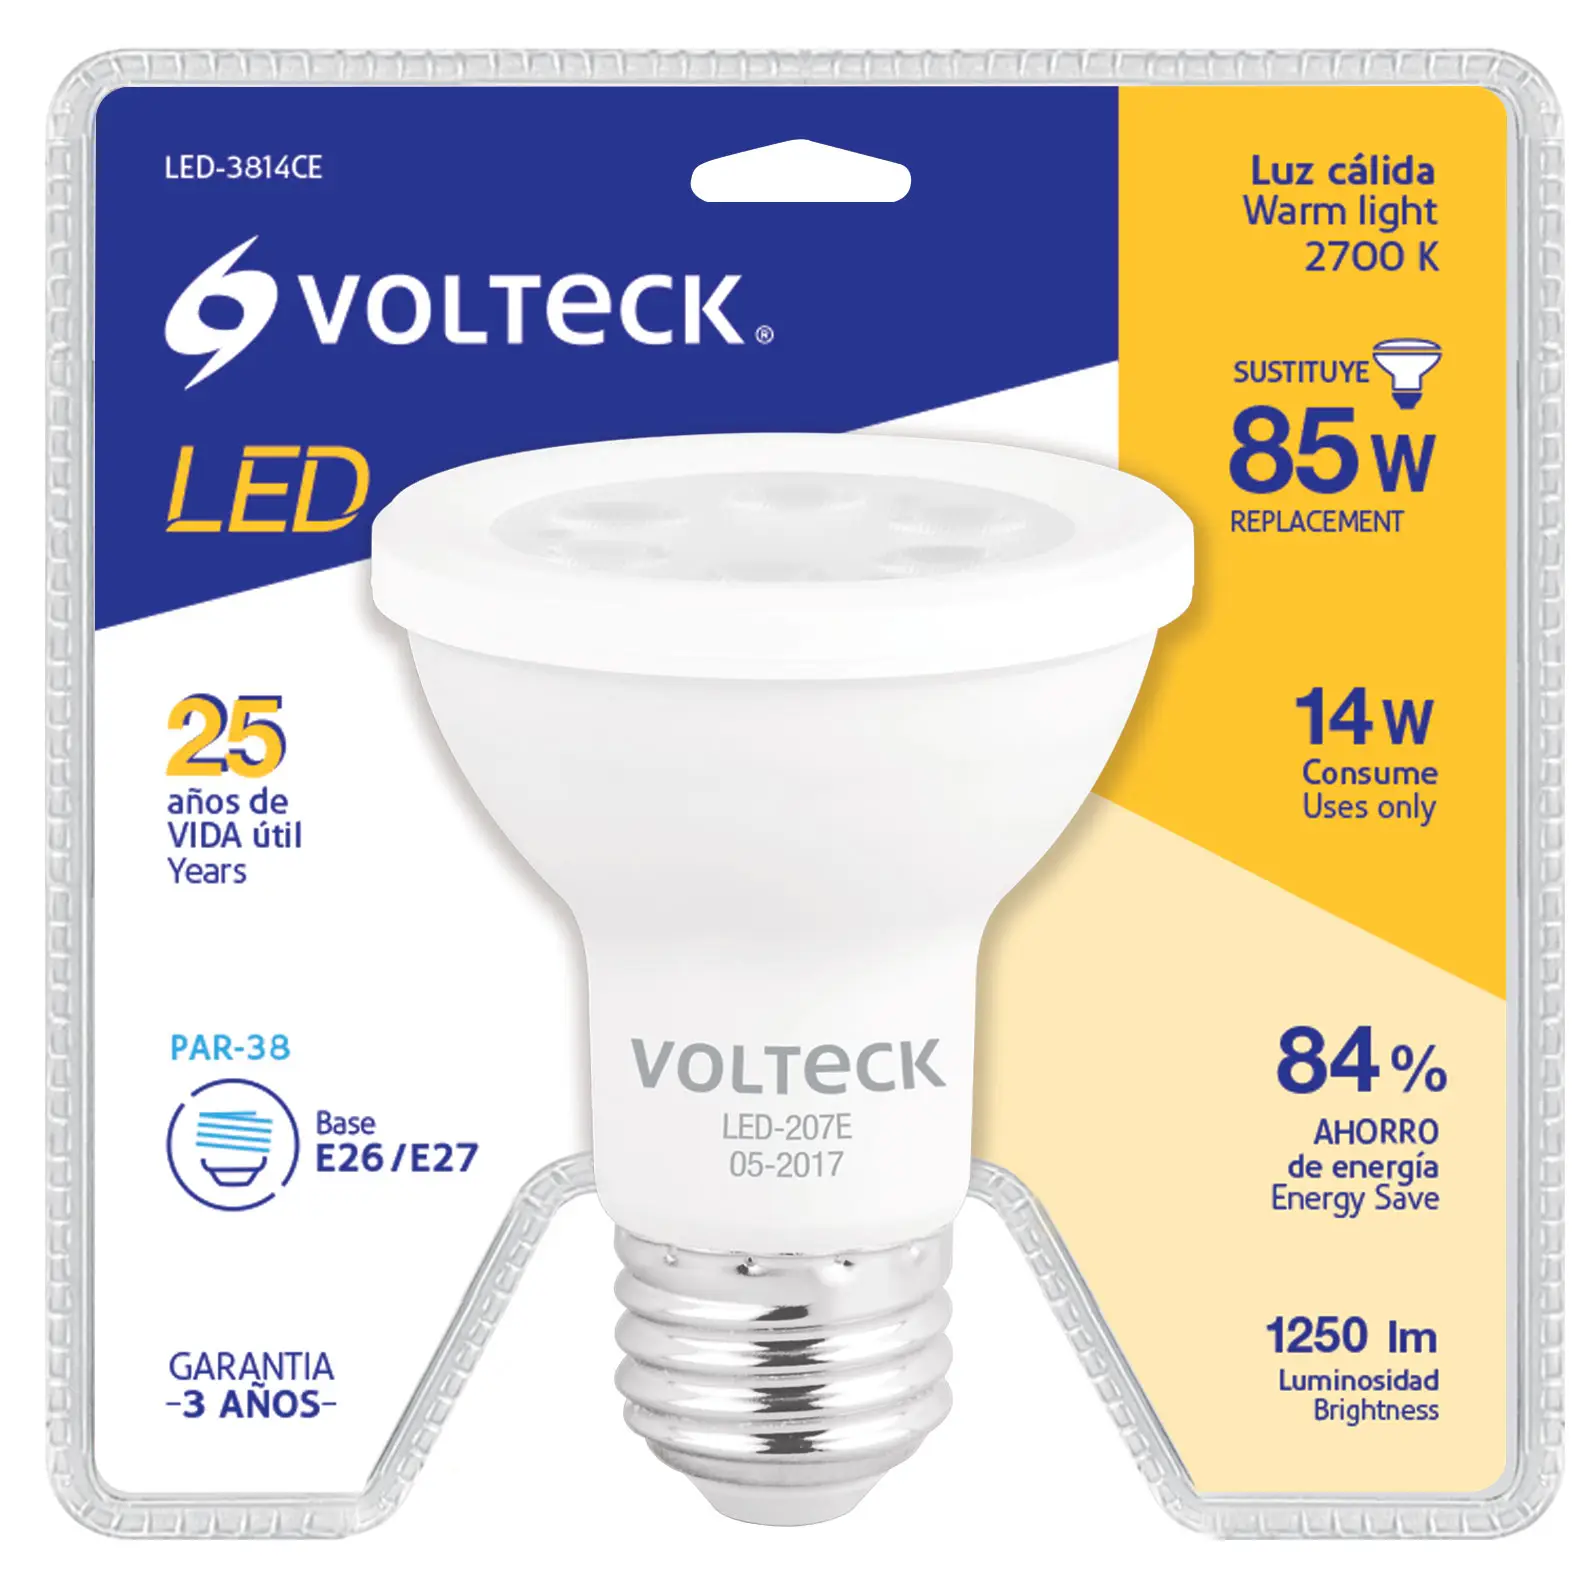 LED-3814CE
VOLTECK®
LED
25
años de
VIDA útil
Years
PAR-38
Base
E26/E27
GARANTIA
-3 AÑOS-
Luz cálida
Warm light
2700 K
SUSTITUYE
85W
REPLACEMENT
14W
Consume
Uses only
84%
AHORRO
de energía
Energy Save
1250 lm
Luminosidad
Brightness
VOLTECK
LED-207E
05-2017